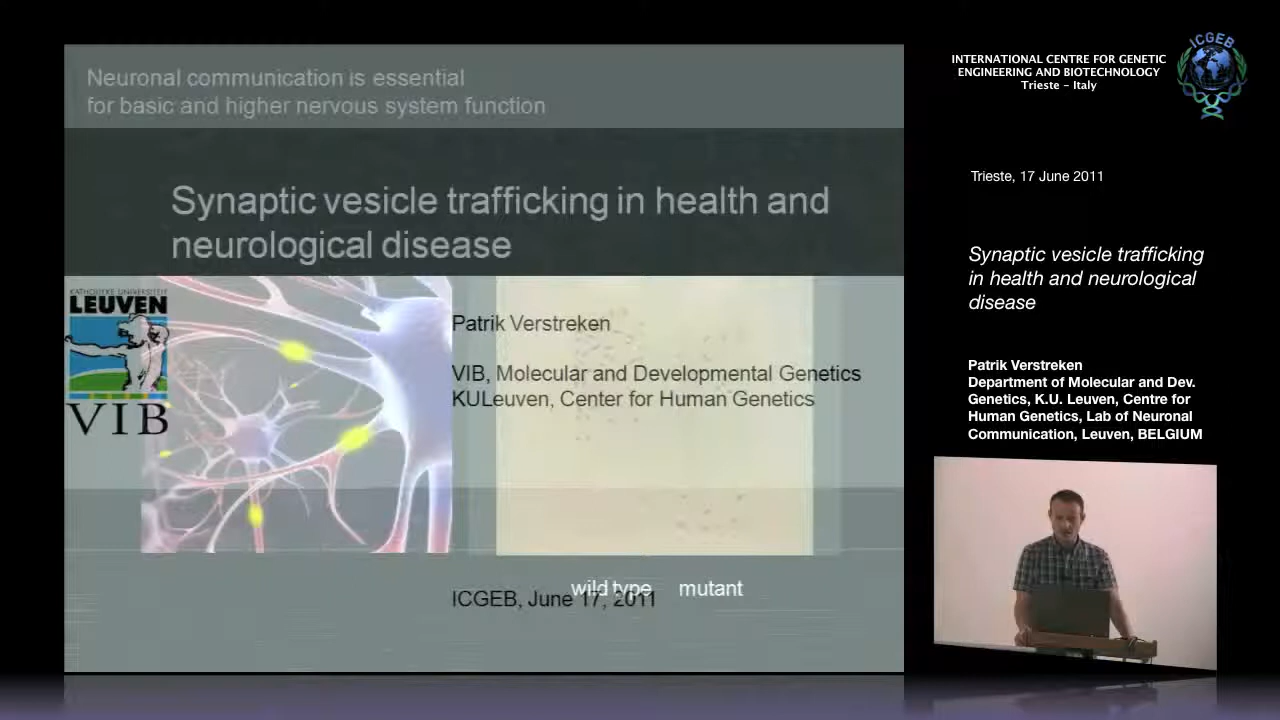 Neuronal communication is essential
for basic and higher nervous system function
Synaptic vesicle trafficking in health and
neurological disease
KATHOLIEKE UNIVERSITEIT
LEUVEN
VIB
Patrik Verstreken
VIB, Molecular and Developmental Genetics
KULeuven, Center for Human Genetics
wild type mutant
ICGEB, June 17, 2011
INTERNATIONAL CENTRE FOR GENETIC
ENGINEERING AND BIOTECHNOLOGY
Trieste - Italy
ICGEB
Trieste, 17 June 2011
Synaptic vesicle trafficking
in health and neurological
disease
Patrik Verstreken
Department of Molecular and Dev.
Genetics, K.U. Leuven, Centre for
Human Genetics, Lab of Neuronal
Communication, Leuven, BELGIUM